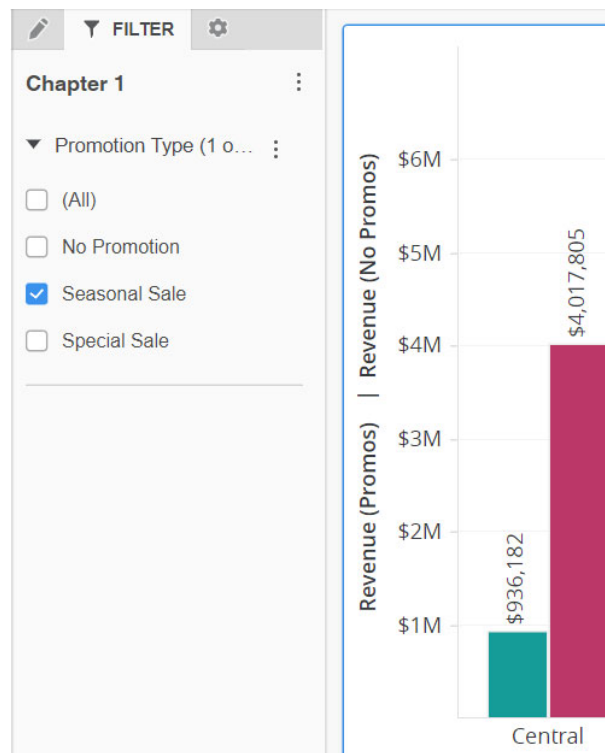 FILTER
Chapter 1
Promotion Type (1 o...
(All)
No Promotion
Seasonal Sale
Special Sale
Revenue (Promos) | Revenue (No Promos)
$6M
$5M
$4M
$3M
$2M
$1M
$936,182
$4,017,805
Central